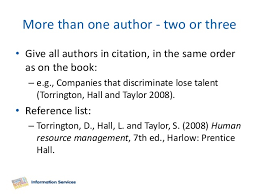 More than one author - two or three
• Give all authors in citation, in the same order
as on the book:
– e.g., Companies that discriminate lose talent
(Torrington, Hall and Taylor 2008).
• Reference list:
– Torrington, D., Hall, L. and Taylor, S. (2008) Human
resource management, 7th ed., Harlow: Prentice
Hall.
Information Services